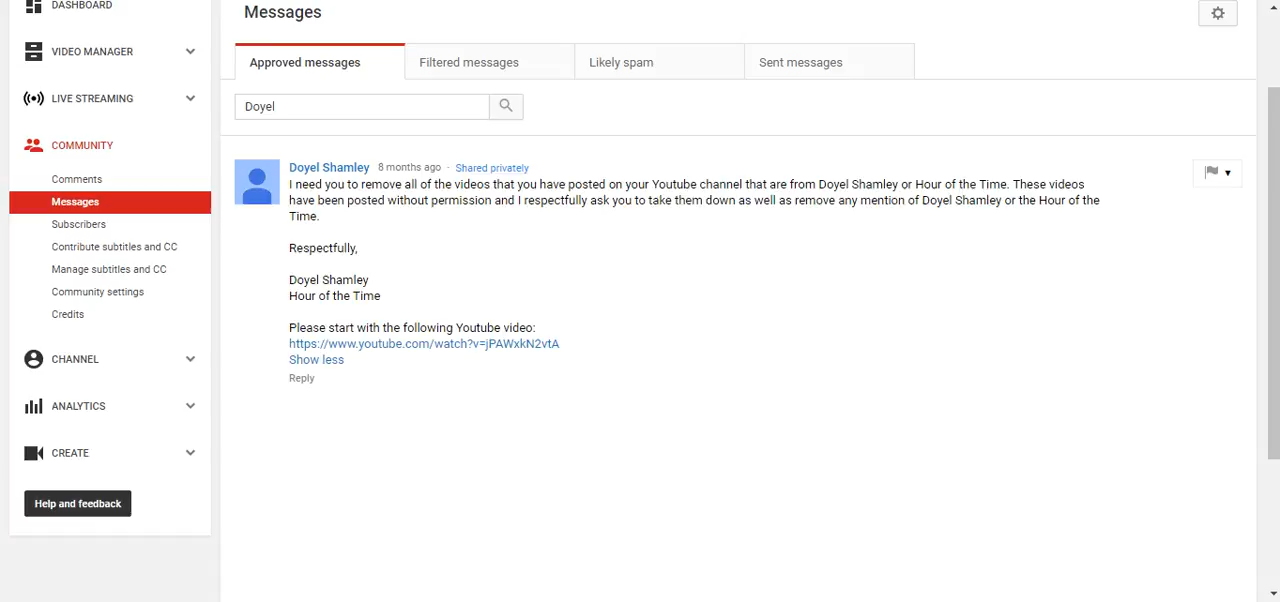 DASHBOARD
VIDEO MANAGER
LIVE STREAMING
COMMUNITY
Comments
Messages
Subscribers
Contribute subtitles and CC
Manage subtitles and CC
Community settings
Credits
CHANNEL
ANALYTICS
CREATE
Help and feedback
Messages
Approved messages
Filtered messages
Likely spam
Sent messages
Doyel
Doyel Shamley 8 months ago · Shared privately
I need you to remove all of the videos that you have posted on your Youtube channel that are from Doyel Shamley or Hour of the Time. These videos
have been posted without permission and I respectfully ask you to take them down as well as remove any mention of Doyel Shamley or the Hour of the
Time.
Respectfully,
Doyel Shamley
Hour of the Time
Please start with the following Youtube video:
https://www.youtube.com/watch?v=jPAWxkN2vtA
Show less
Reply